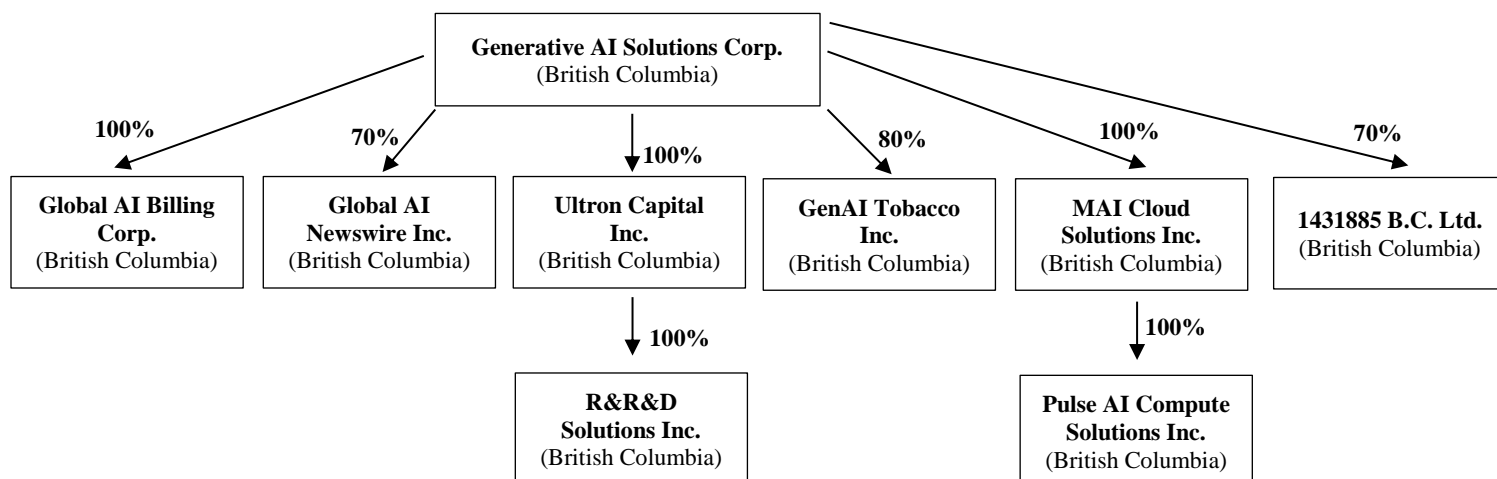 Generative AI Solutions Corp.
(British Columbia)
100%
70%
100%
80%
100%
70%
Global AI Billing
Corp.
(British Columbia)
Global AI
Newswire Inc.
(British Columbia)
Ultron Capital
Inc.
(British Columbia)
GenAI Tobacco
Inc.
(British Columbia)
MAI Cloud
Solutions Inc.
(British Columbia)
1431885 B.C. Ltd.
(British Columbia)
100%
100%
R&R&D
Solutions Inc.
(British Columbia)
Pulse AI Compute
Solutions Inc.
(British Columbia)